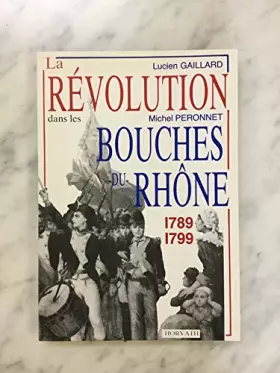 La
Lucien GAILLARD
RÉVOLUTION
dans les
Michel PERONNET
BOUCHES
DU
RHÔNE
1789
1799
HORVATH